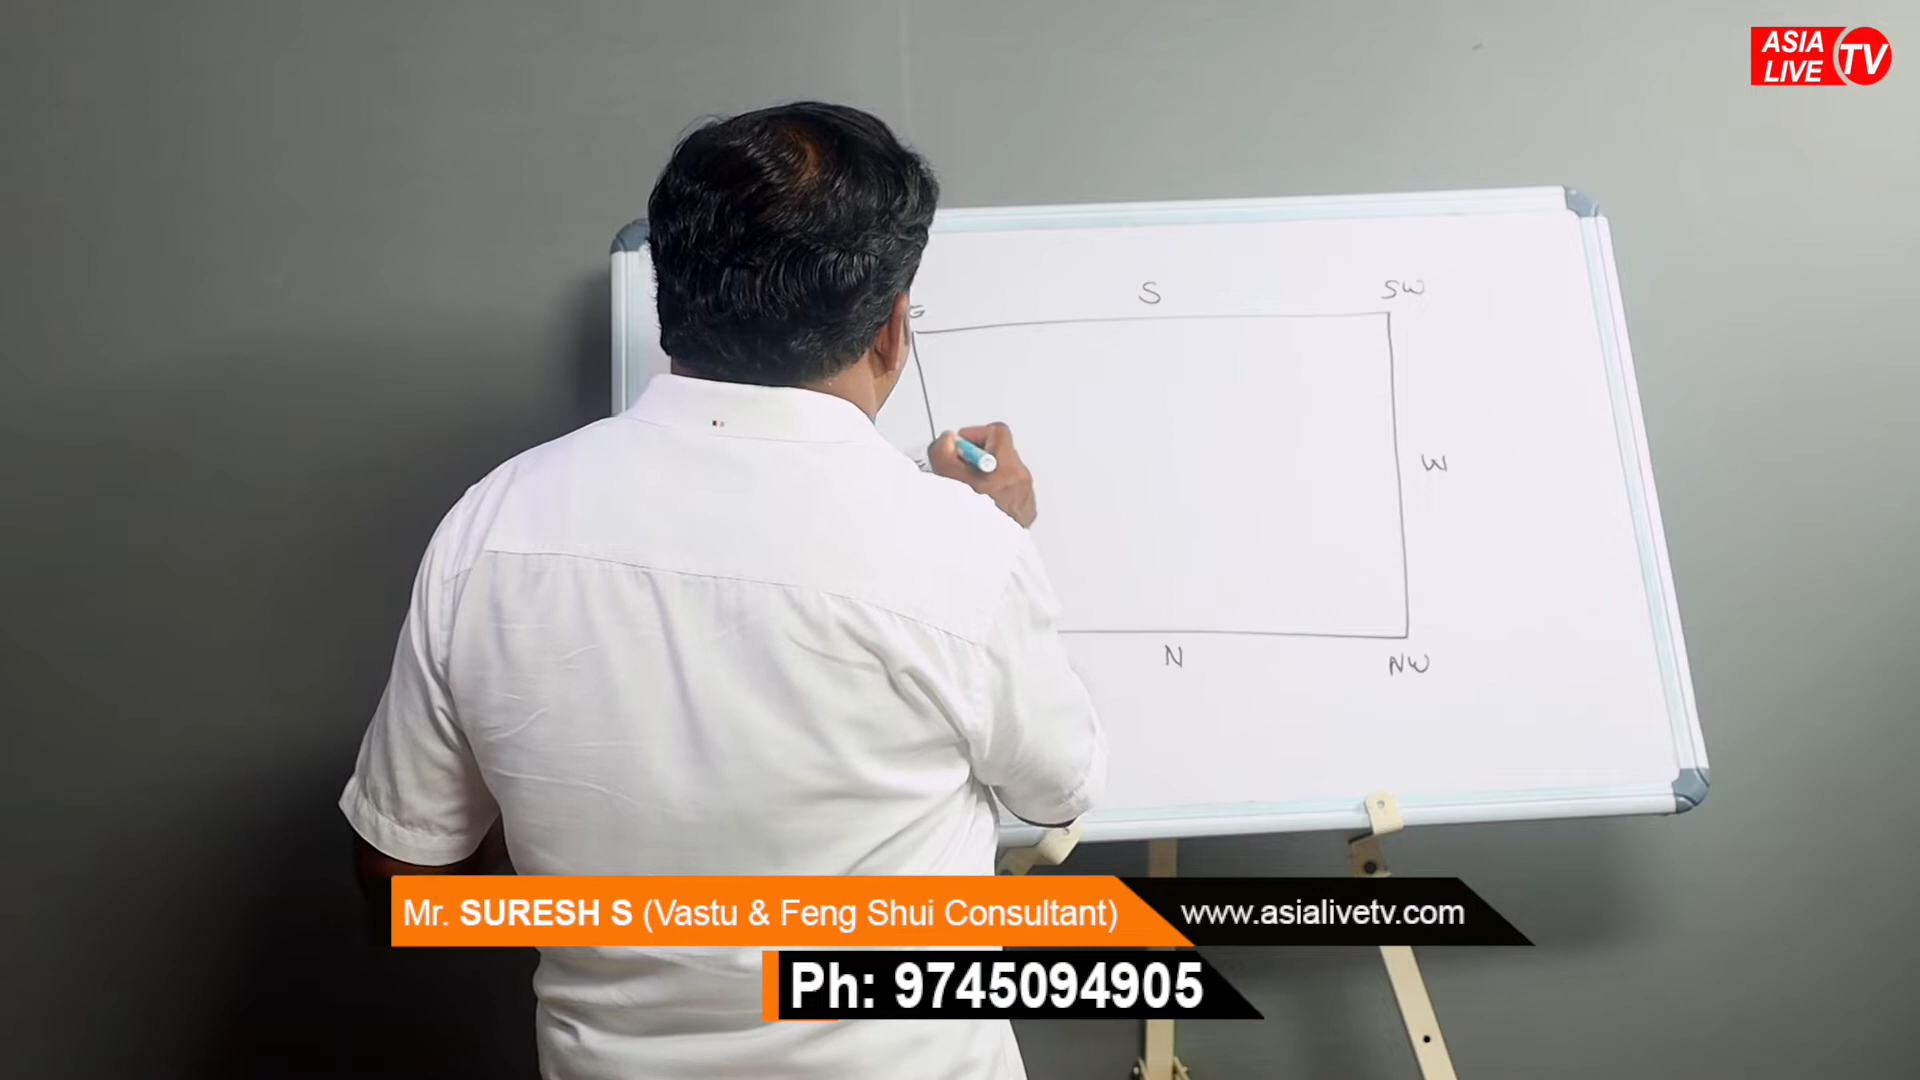 ASIA
LIVE
TV
S
SW
W
N
NW
Mr. SURESH S (Vastu & Feng Shui Consultant)
www.asialivetv.com
Ph: 9745094905